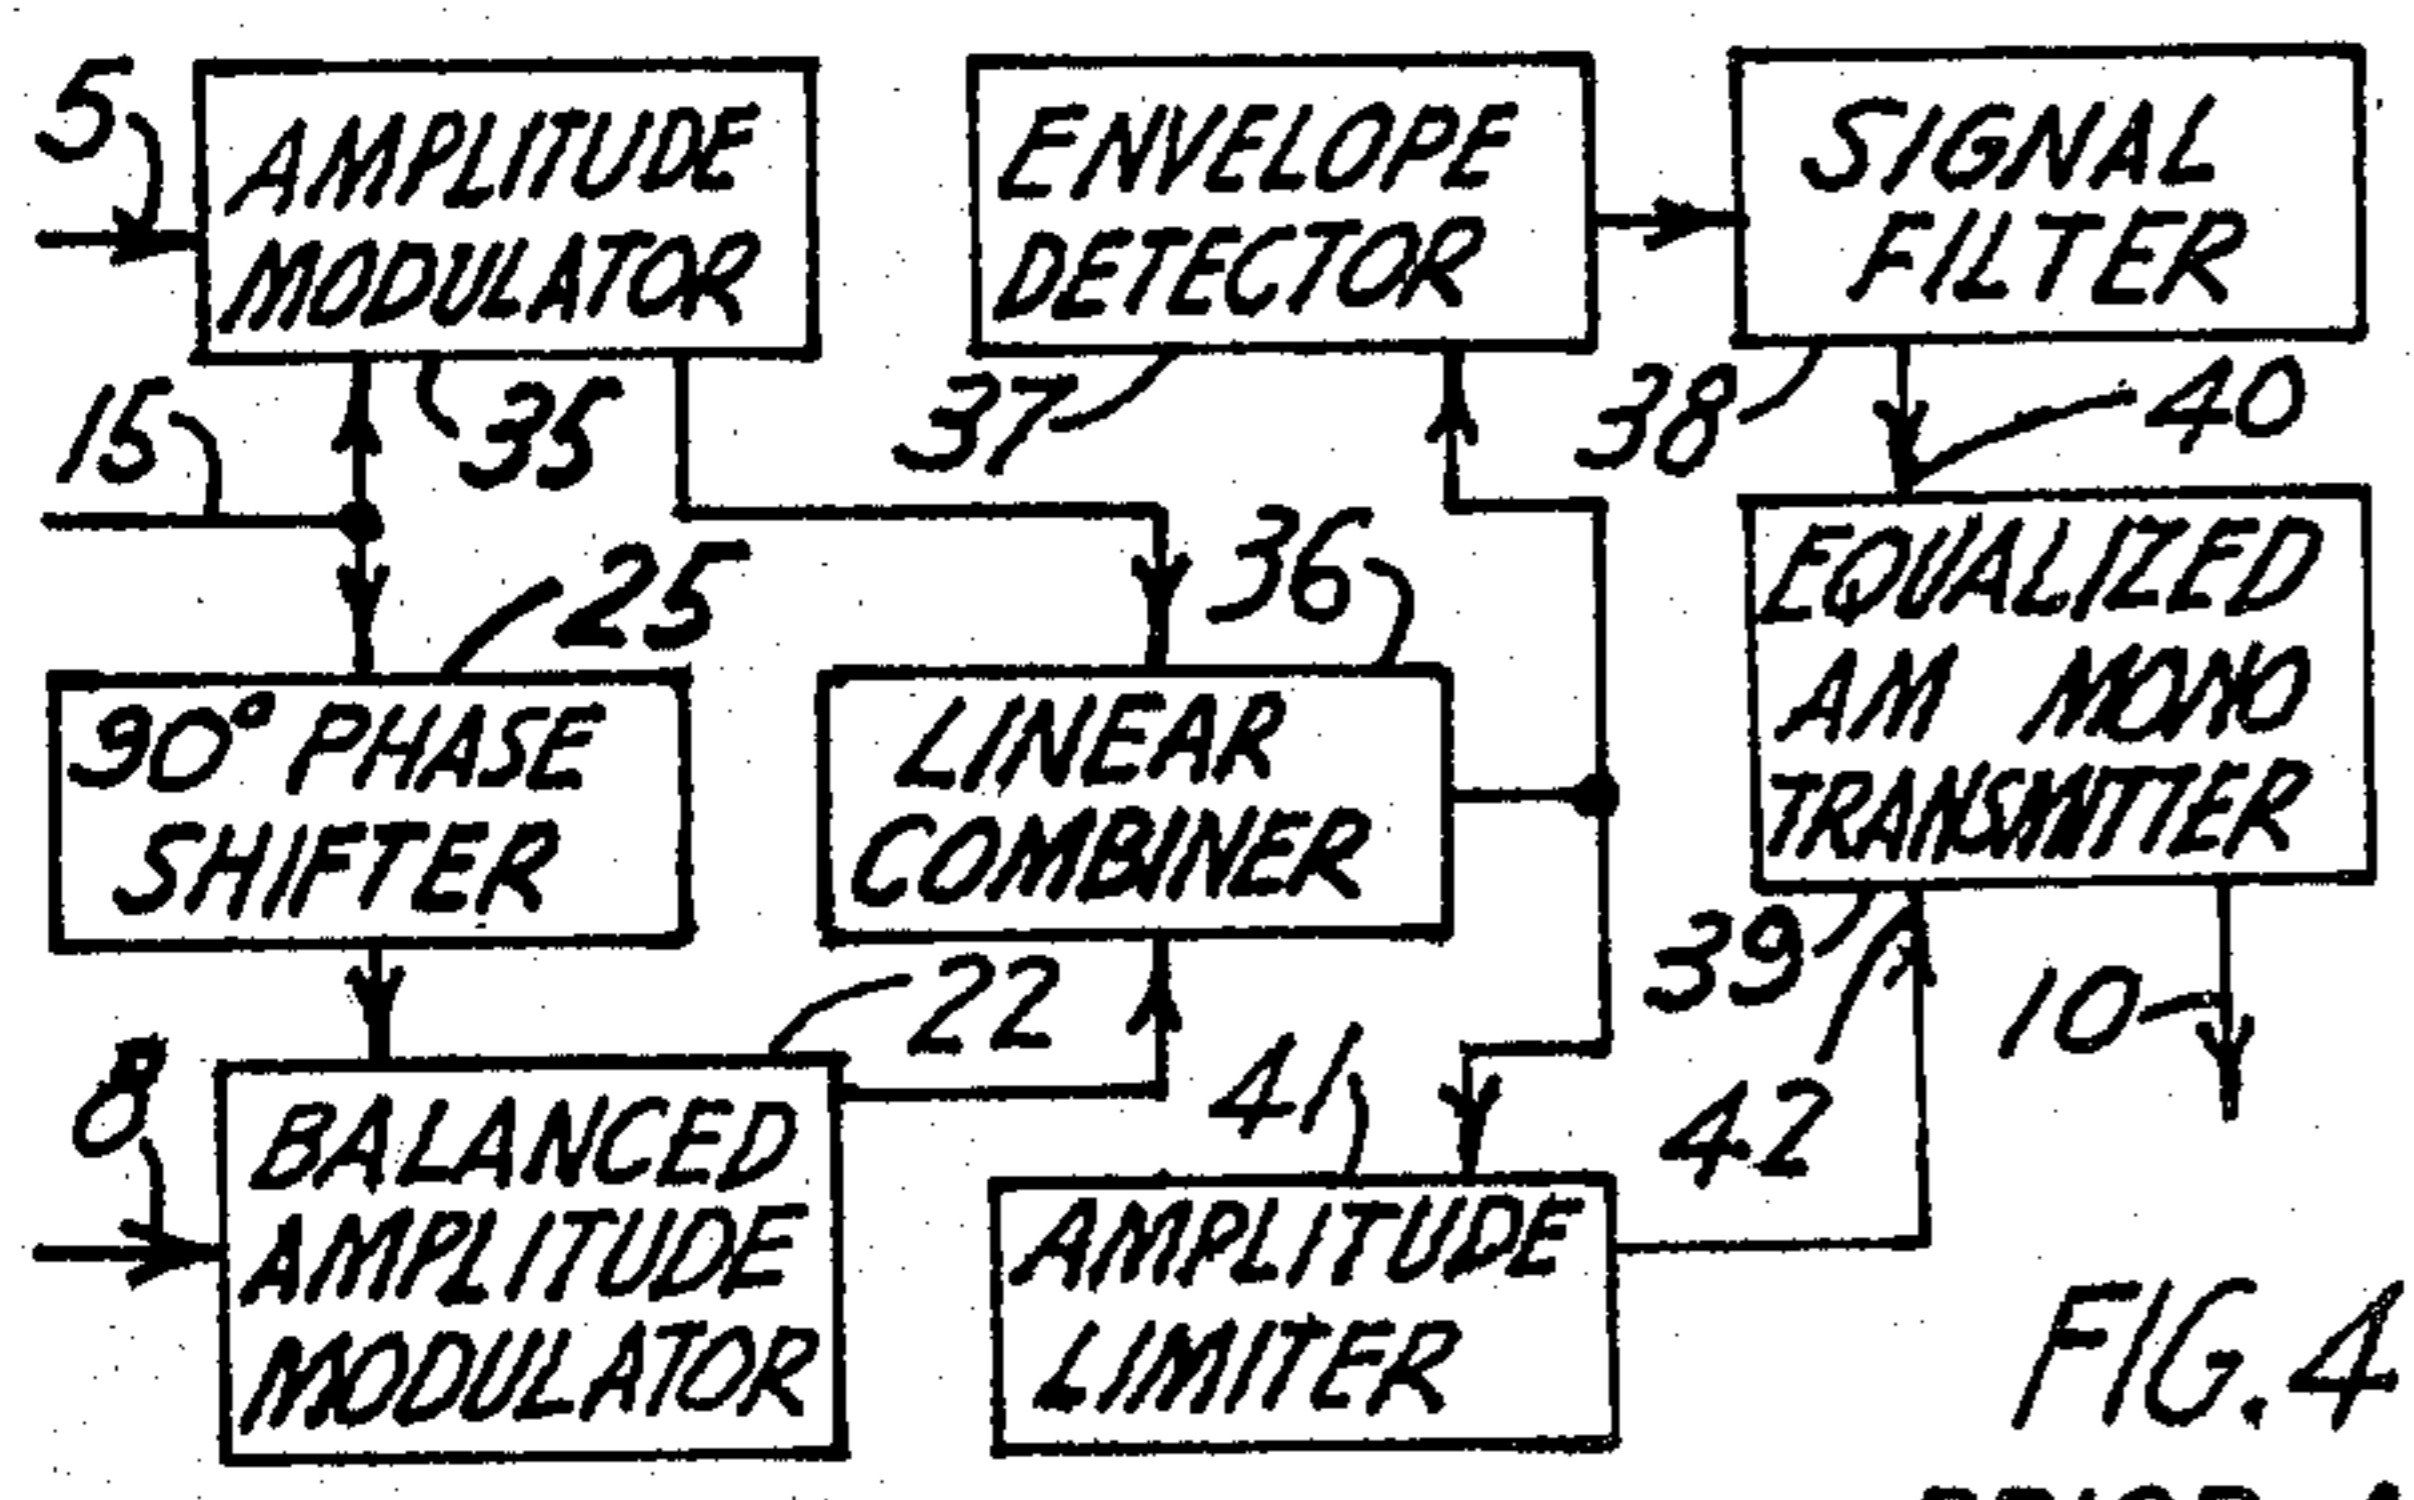 5
AMPLITUDE
MODULATOR
35
15
ENVELOPE
DETECTOR
37
SIGNAL
FILTER
38
40
25
90° PHASE
SHIFTER
36
LINEAR
COMBINER
EQUALIZED
AM MONO
TRANSMITTER
39
42
10
8
22
BALANCED
AMPLITUDE
MODULATOR
41
AMPLITUDE
LIMITER
FIG. 4